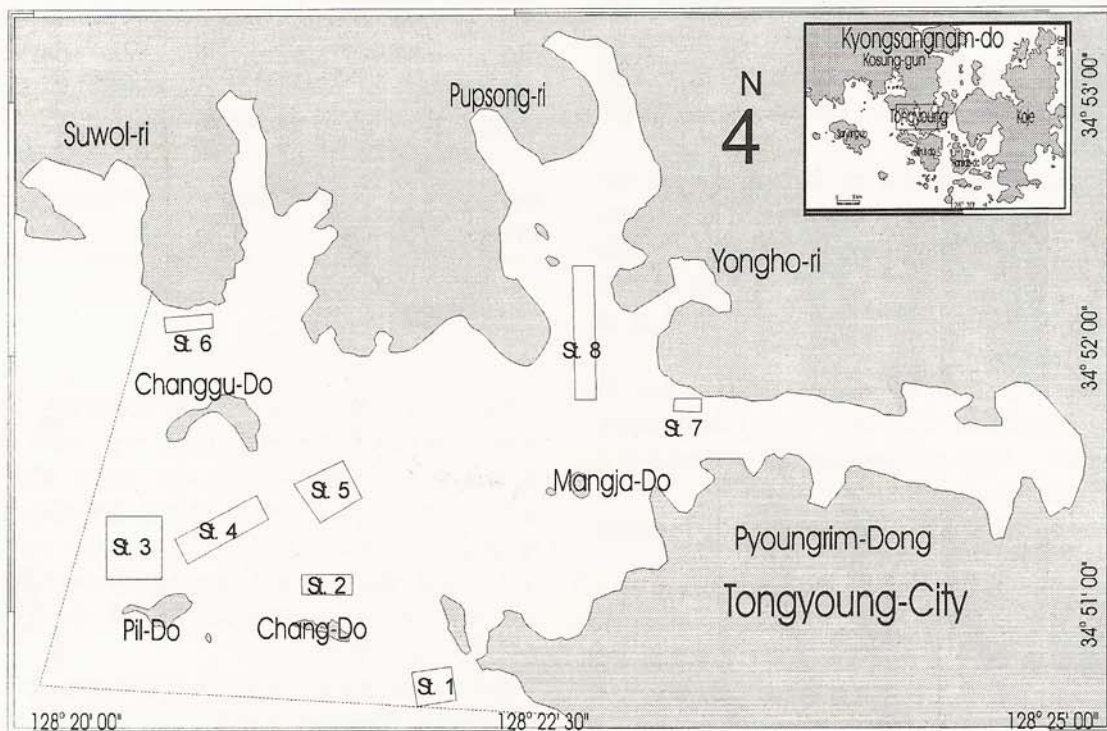 Kyongsangnam-do
Kosung-gun
Tongyoung
Koje
Pupsong-ri
N
4
34° 53' 00"
Suwol-ri
Yongho-ri
St. 6
St. 8
34° 52' 00"
Changgu-Do
St. 7
Mangja-Do
St. 5
St. 4
St. 3
Pyoungrim-Dong
St. 2
Tongyoung-City
34° 51' 00"
Pil-Do
Chang-Do
St. 1
128° 20' 00"
128° 22' 30"
128° 25' 00"